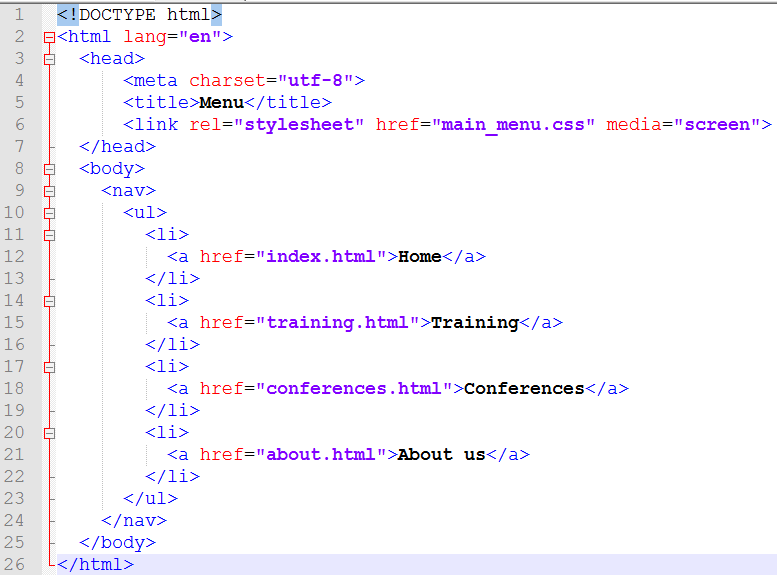 1 <!DOCTYPE html>
2 <html lang="en">
3 <head>
4 <meta charset="utf-8">
5 <title>Menu</title>
6 <link rel="stylesheet" href="main_menu.css" media="screen">
7 </head>
8 <body>
9 <nav>
10 <ul>
11 <li>
12 <a href="index.html">Home</a>
13 </li>
14 <li>
15 <a href="training.html">Training</a>
16 </li>
17 <li>
18 <a href="conferences.html">Conferences</a>
19 </li>
20 <li>
21 <a href="about.html">About us</a>
22 </li>
23 </ul>
24 </nav>
25 </body>
26 </html>